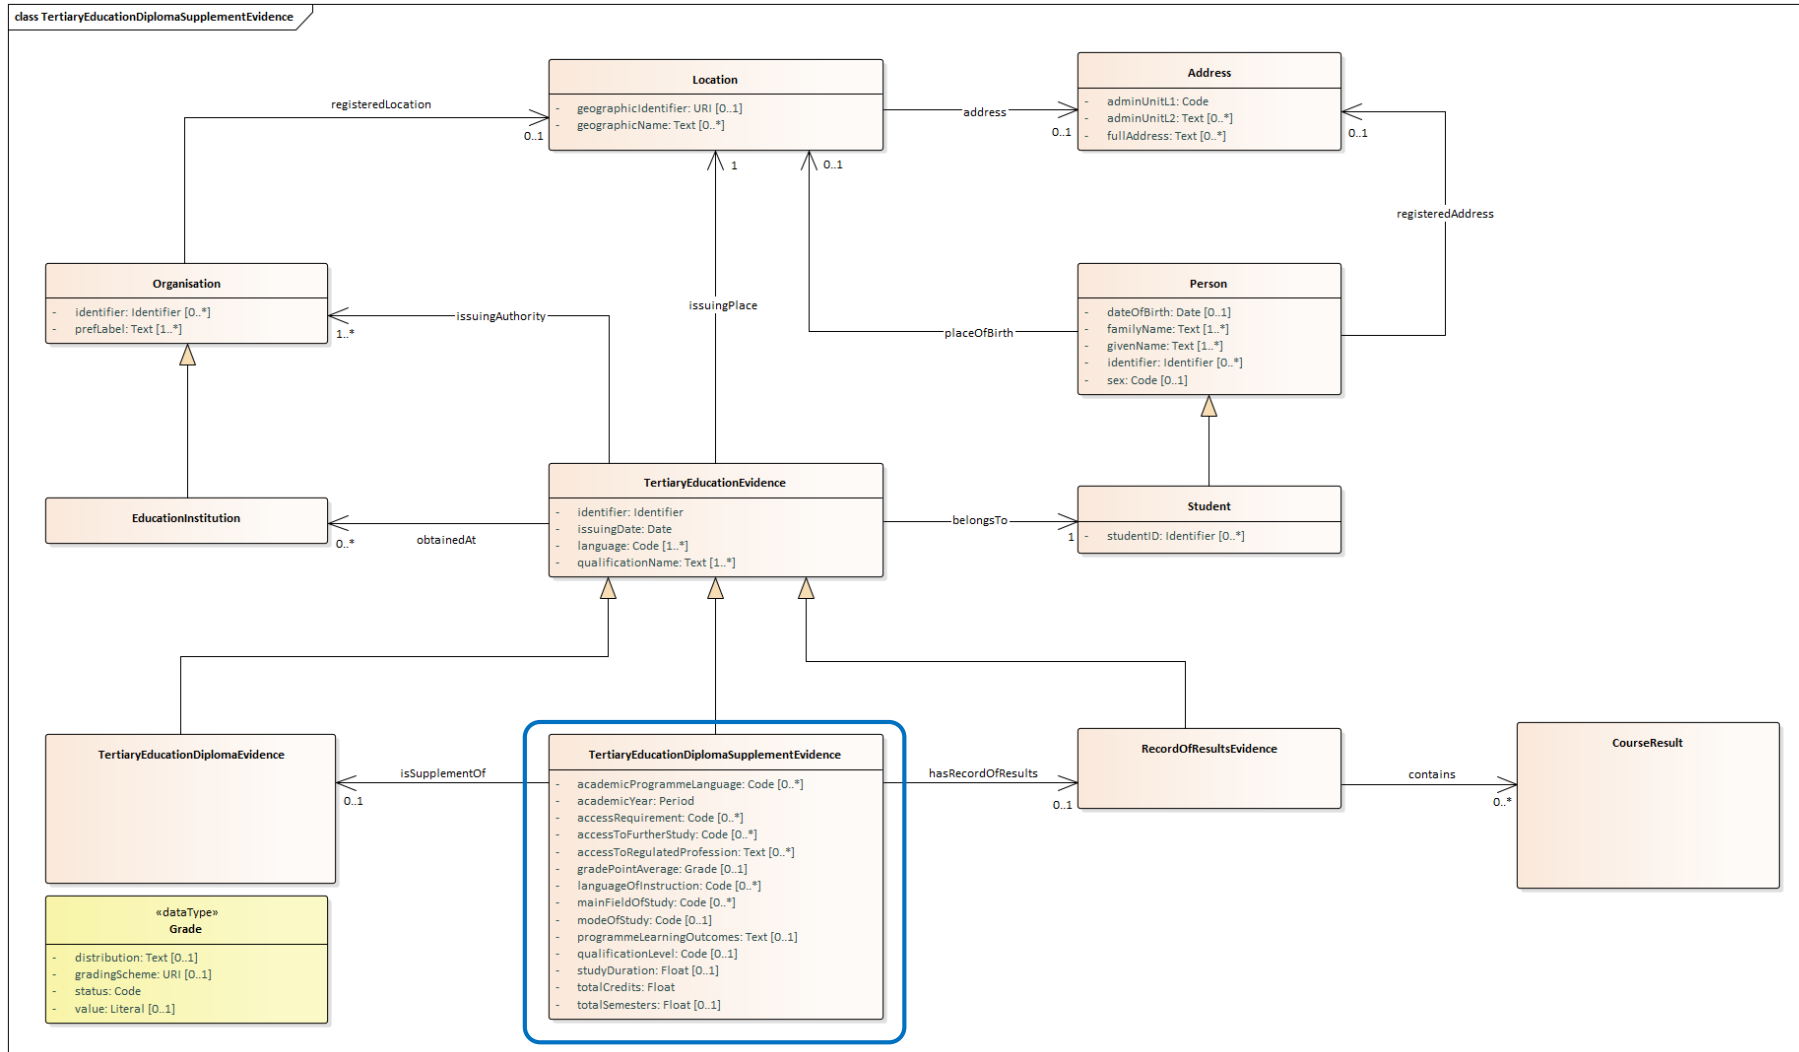 class TertiaryEducationDiplomaSupplementEvidence
Location
- geographicIdentifier: URI [0..1]
- geographicName: Text [0..*]
Address
- adminUnitL1: Code
- adminUnitL2: Text [0..*]
- fullAddress: Text [0..*]
registeredLocation
0..1
address
0..1
0..1
1
0..1
registeredAddress
Organisation
- identifier: Identifier [0..*]
- prefLabel: Text [1..*]
issuingAuthority
1..*
issuingPlace
placeOfBirth
Person
- dateOfBirth: Date [0..1]
- familyName: Text [1..*]
- givenName: Text [1..*]
- identifier: Identifier [0..*]
- sex: Code [0..1]
EducationInstitution
obtainedAt
0..*
TertiaryEducationEvidence
- identifier: Identifier
- issuingDate: Date
- language: Code [1..*]
- qualificationName: Text [1..*]
belongsTo
1
Student
- studentID: Identifier [0..*]
TertiaryEducationDiplomaEvidence
isSupplementOf
0..1
TertiaryEducationDiplomaSupplementEvidence
- academicProgrammeLanguage: Code [0..*]
- academicYear: Period
- accessRequirement: Code [0..*]
- accessToFurtherStudy: Code [0..*]
- accessToRegulatedProfession: Text [0..*]
- gradePointAverage: Grade [0..1]
- languageOfInstruction: Code [0..*]
- mainFieldOfStudy: Code [0..*]
- modeOfStudy: Code [0..1]
- programmeLearningOutcomes: Text [0..1]
- qualificationLevel: Code [0..1]
- studyDuration: Float [0..1]
- totalCredits: Float
- totalSemesters: Float [0..1]
hasRecordOfResults
0..1
RecordOfResultsEvidence
contains
0..*
CourseResult
«dataType»
Grade
- distribution: Text [0..1]
- gradingScheme: URI [0..1]
- status: Code
- value: Literal [0..1]